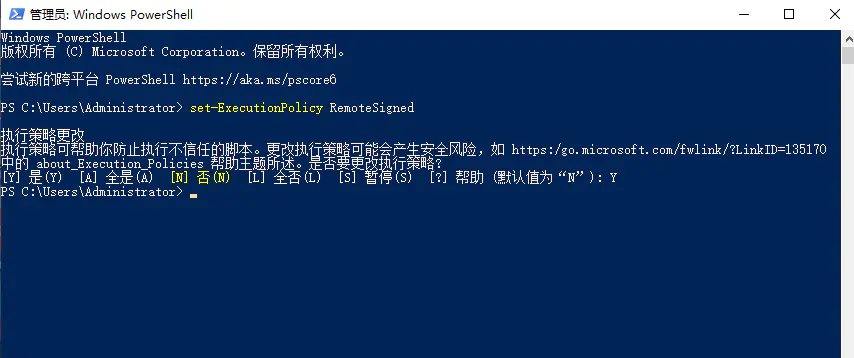 管理员: Windows PowerShell
Windows PowerShell
版权所有 (C) Microsoft Corporation。保留所有权利。
尝试新的跨平台 PowerShell https://aka.ms/pscore6
PS C:\Users\Administrator> set-ExecutionPolicy RemoteSigned
执行策略更改
执行策略可帮助你防止执行不信任的脚本。更改执行策略可能会产生安全风险，如 https:/go.microsoft.com/fwlink/?LinkID=135170
中的 about_Execution_Policies 帮助主题所述。是否要更改执行策略?
[Y] 是(Y)  [A] 全是(A)  [N] 否(N)  [L] 全否(L)  [S] 暂停(S)  [?] 帮助 (默认值为“N”): Y
PS C:\Users\Administrator>